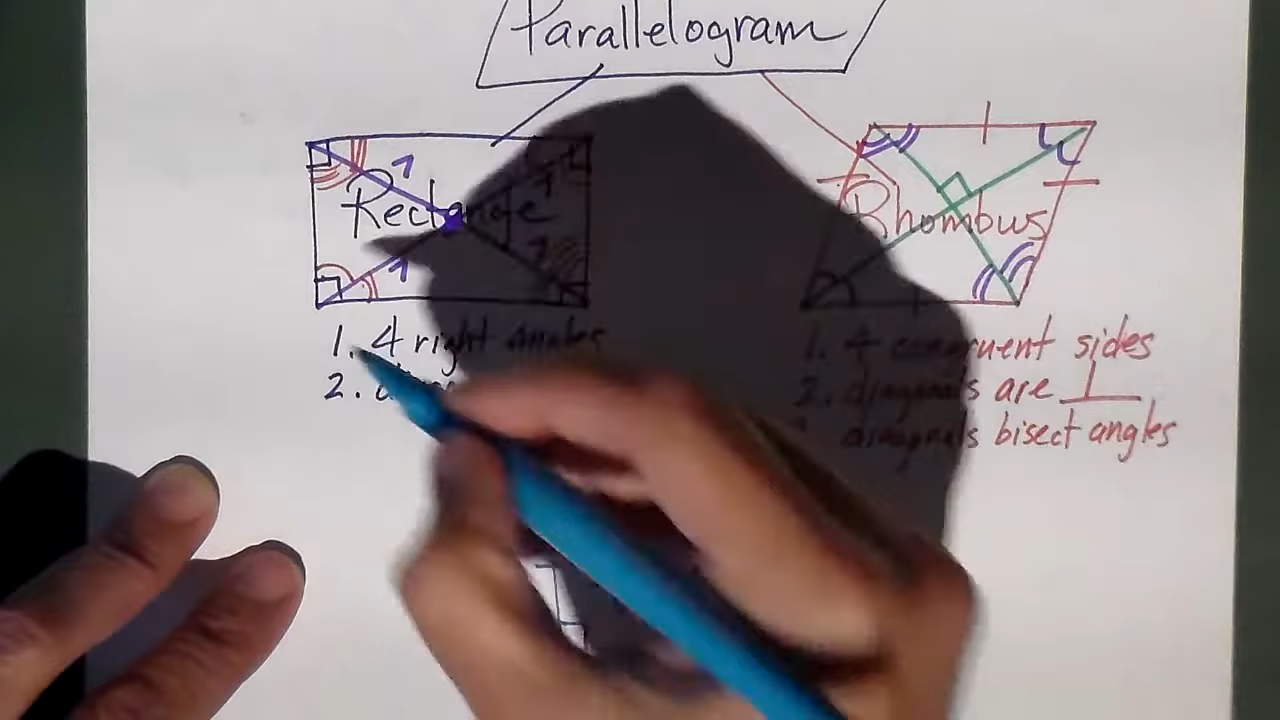 Parallelogram
Rectangle
Rhombus
1. 4 right angles
2.
1. 4 congruent sides
2. diagonals are ⊥
diagonals bisect angles